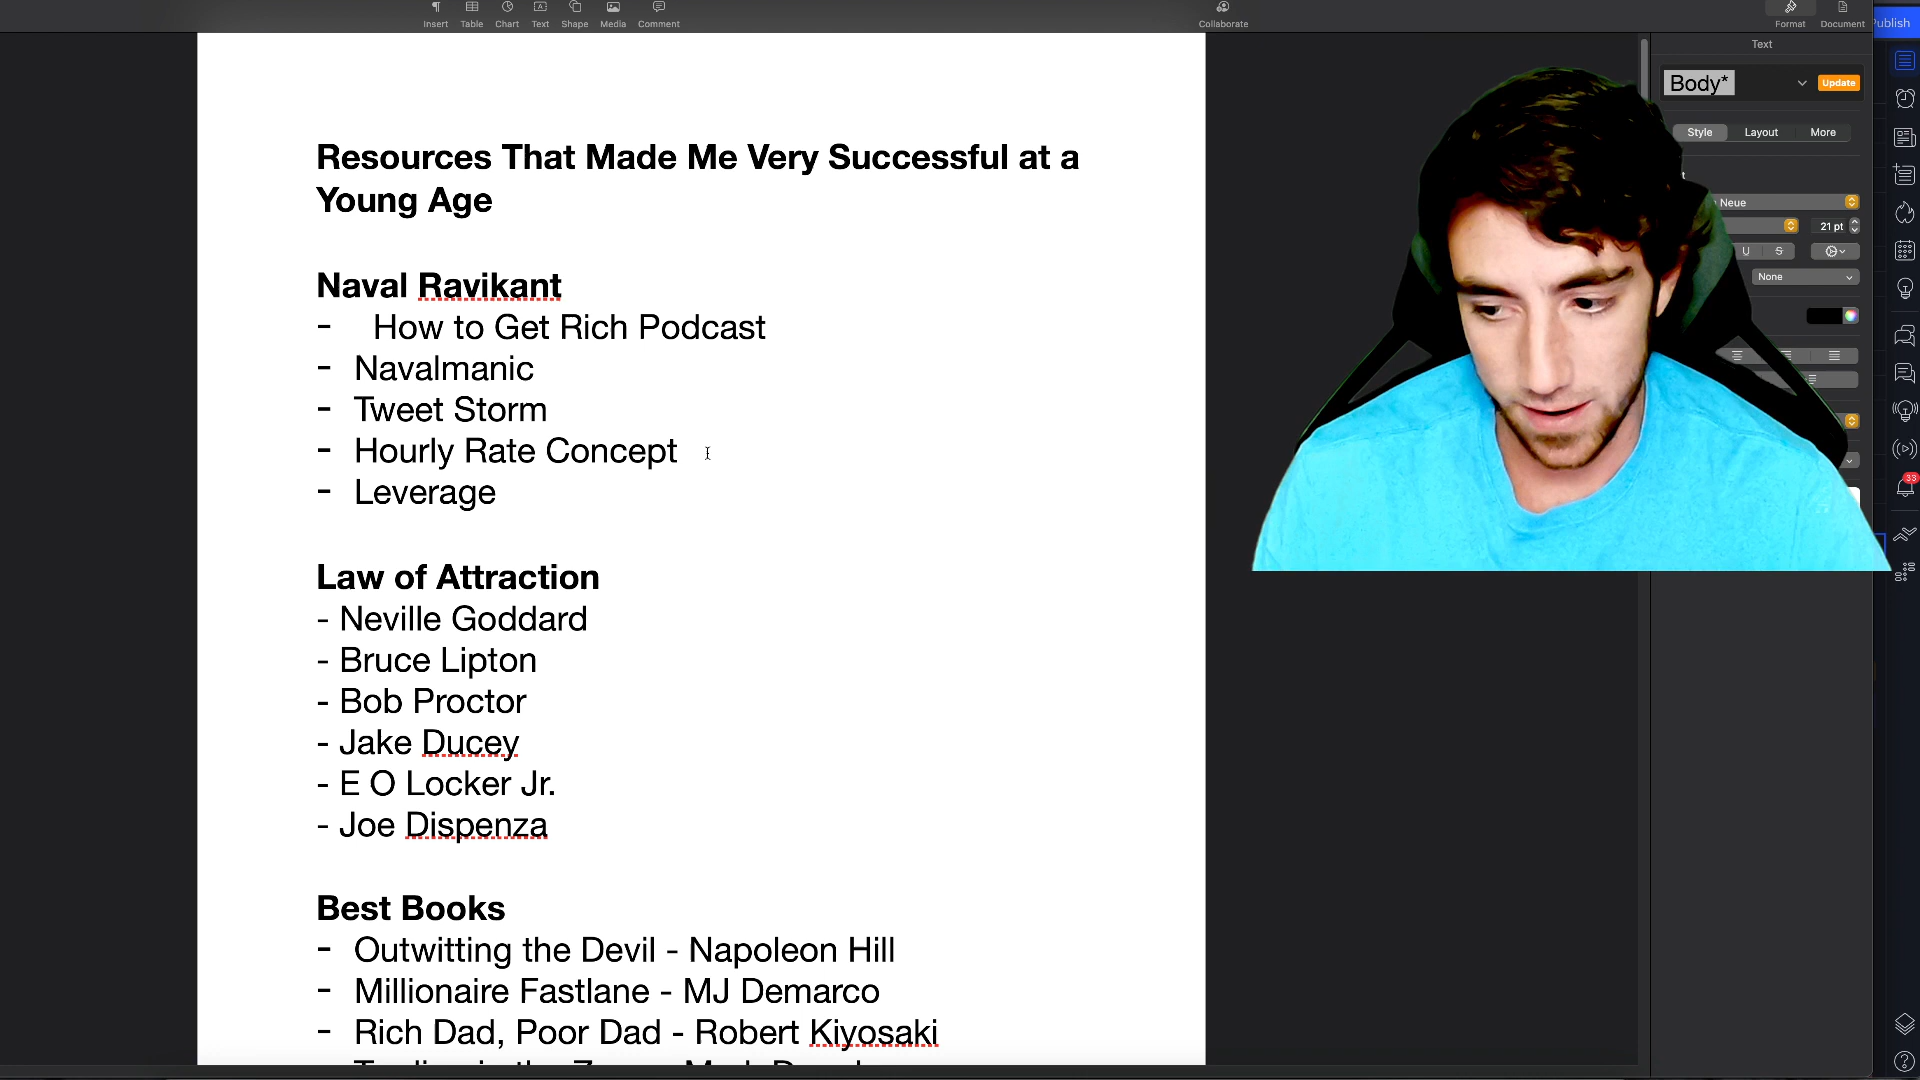 Insert Table Chart Text Shape Media Comment Collaborate Format Document
ublish
Text
Body*
Update
Style Layout More
Neue
21 pt
U S
None
33
Resources That Made Me Very Successful at a
Young Age
Naval Ravikant
- How to Get Rich Podcast
- Navalmanic
- Tweet Storm
- Hourly Rate Concept
- Leverage
Law of Attraction
- Neville Goddard
- Bruce Lipton
- Bob Proctor
- Jake Ducey
- E O Locker Jr.
- Joe Dispenza
Best Books
- Outwitting the Devil - Napoleon Hill
- Millionaire Fastlane - MJ Demarco
- Rich Dad, Poor Dad - Robert Kiyosaki